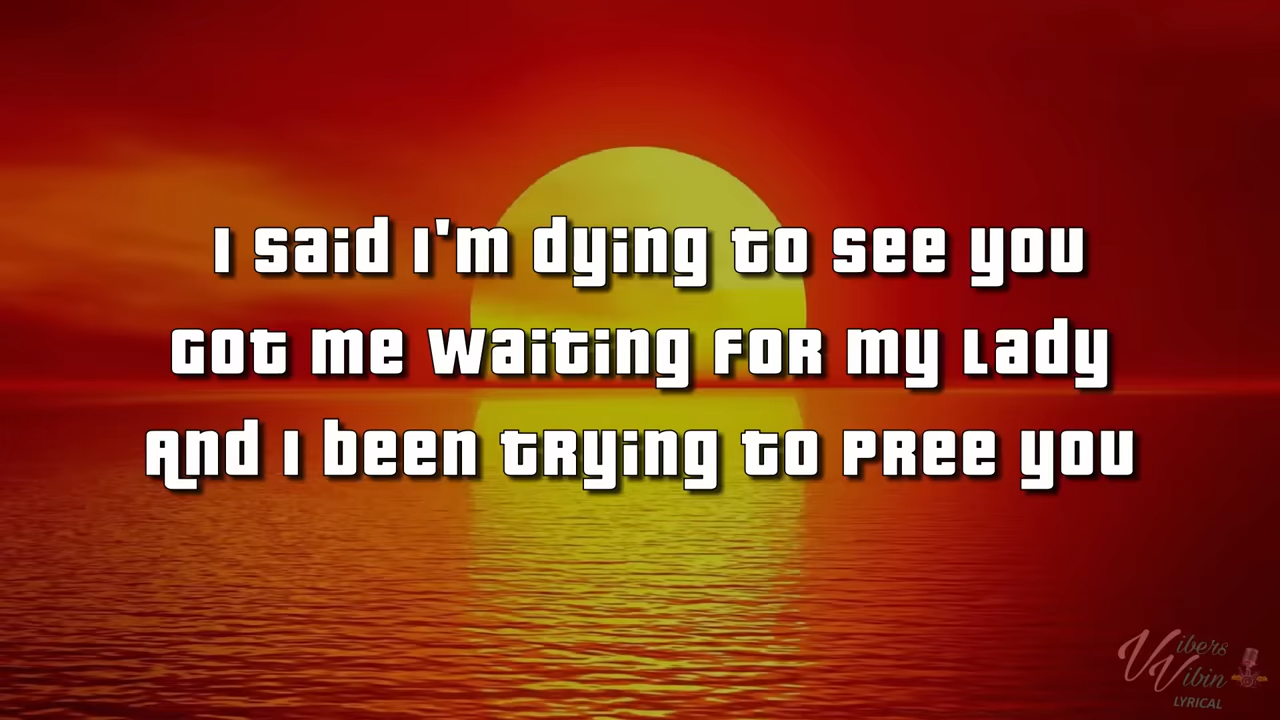 I said I'm dying to see you
Got me waiting for my lady
And I been trying to pree you
Vibers
Vibin
LYRICAL